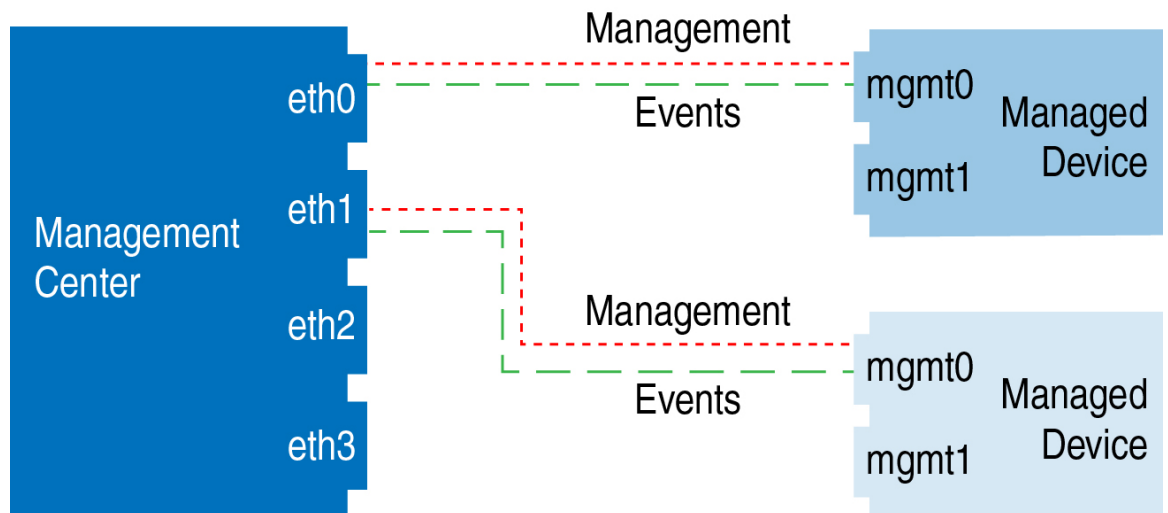 Management
Center
eth0
eth1
eth2
eth3
Management
Events
mgmt0
mgmt1
Managed
Device
Management
Events
mgmt0
mgmt1
Managed
Device